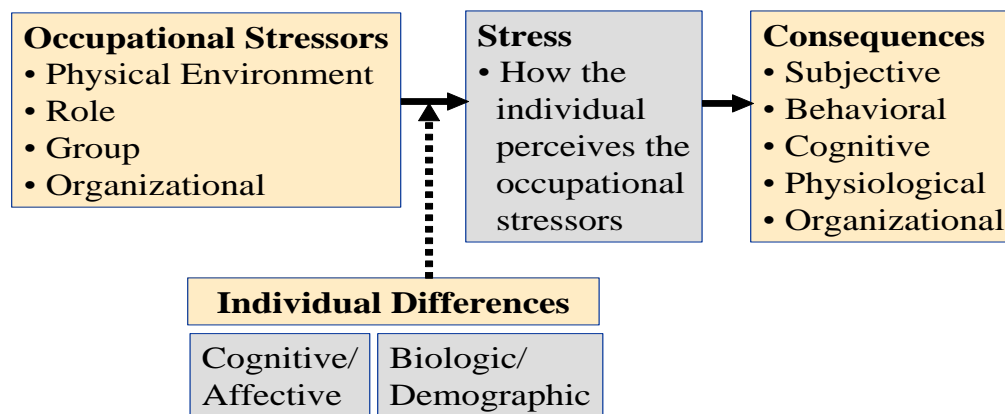 Occupational Stressors
• Physical Environment
• Role
• Group
• Organizational
Stress
• How the
individual
perceives the
occupational
stressors
Consequences
• Subjective
• Behavioral
• Cognitive
• Physiological
• Organizational
Individual Differences
Cognitive/
Affective
Biologic/
Demographic